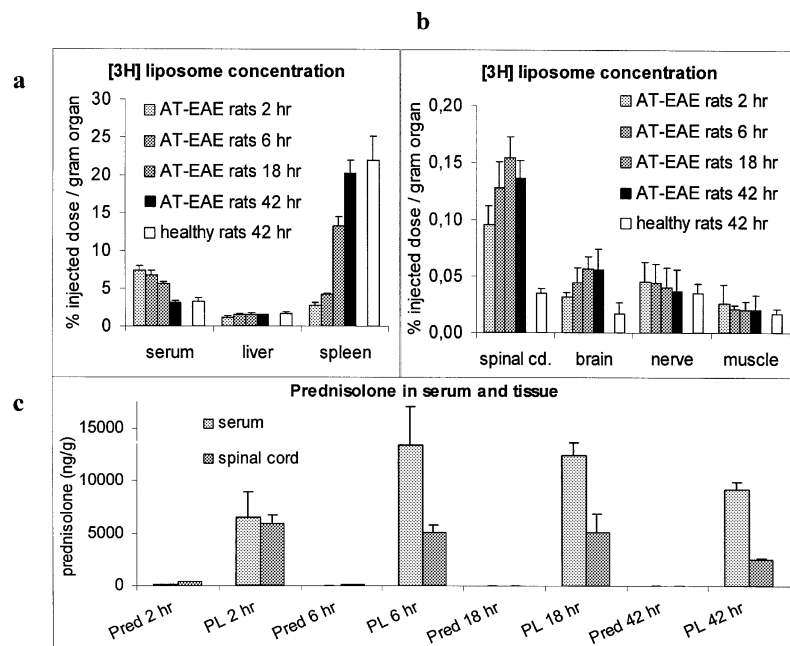 b
a
[3H] liposome concentration
% injected dose / gram organ
30
25
20
15
10
5
0
AT-EAE rats 2 hr
AT-EAE rats 6 hr
AT-EAE rats 18 hr
AT-EAE rats 42 hr
healthy rats 42 hr
serum liver spleen
[3H] liposome concentration
% injected dose / gram organ
0,20
0,15
0,10
0,05
0,00
AT-EAE rats 2 hr
AT-EAE rats 6 hr
AT-EAE rats 18 hr
AT-EAE rats 42 hr
healthy rats 42 hr
spinal cd. brain nerve muscle
c
Prednisolone in serum and tissue
prednisolone (ng/g)
15000
10000
5000
0
serum
spinal cord
Pred 2 hr PL 2 hr Pred 6 hr PL 6 hr Pred 18 hr PL 18 hr Pred 42 hr PL 42 hr